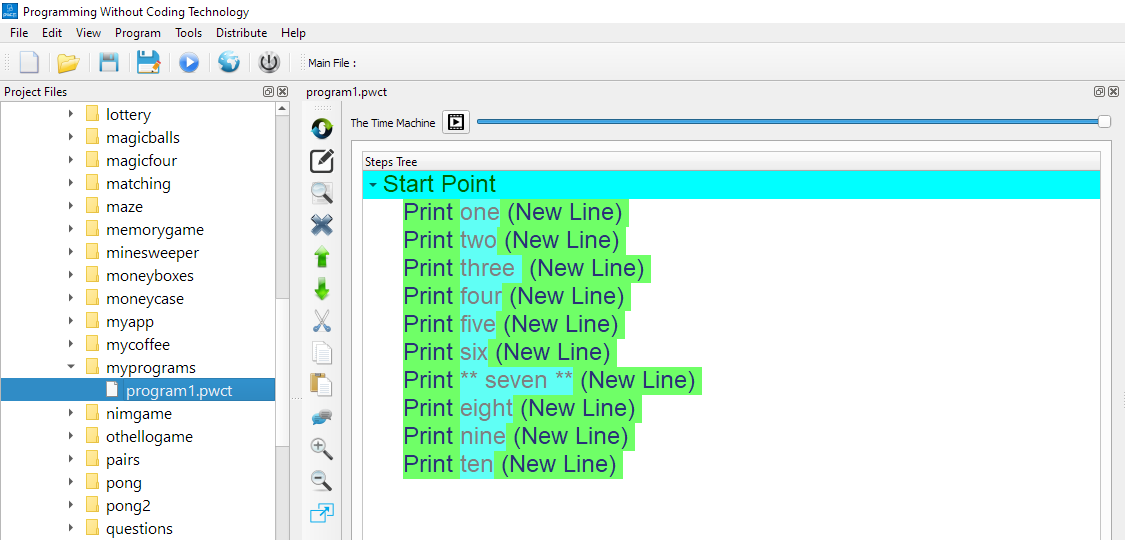 Programming Without Coding Technology
File Edit View Program Tools Distribute Help
Main File :
Project Files
lottery
magicballs
magicfour
matching
maze
memorygame
minesweeper
moneyboxes
moneycase
myapp
mycoffee
myprograms
program1.pwct
nimgame
othellogame
pairs
pong
pong2
questions
program1.pwct
The Time Machine
Steps Tree
Start Point
Print one (New Line)
Print two (New Line)
Print three (New Line)
Print four (New Line)
Print five (New Line)
Print six (New Line)
Print ** seven ** (New Line)
Print eight (New Line)
Print nine (New Line)
Print ten (New Line)